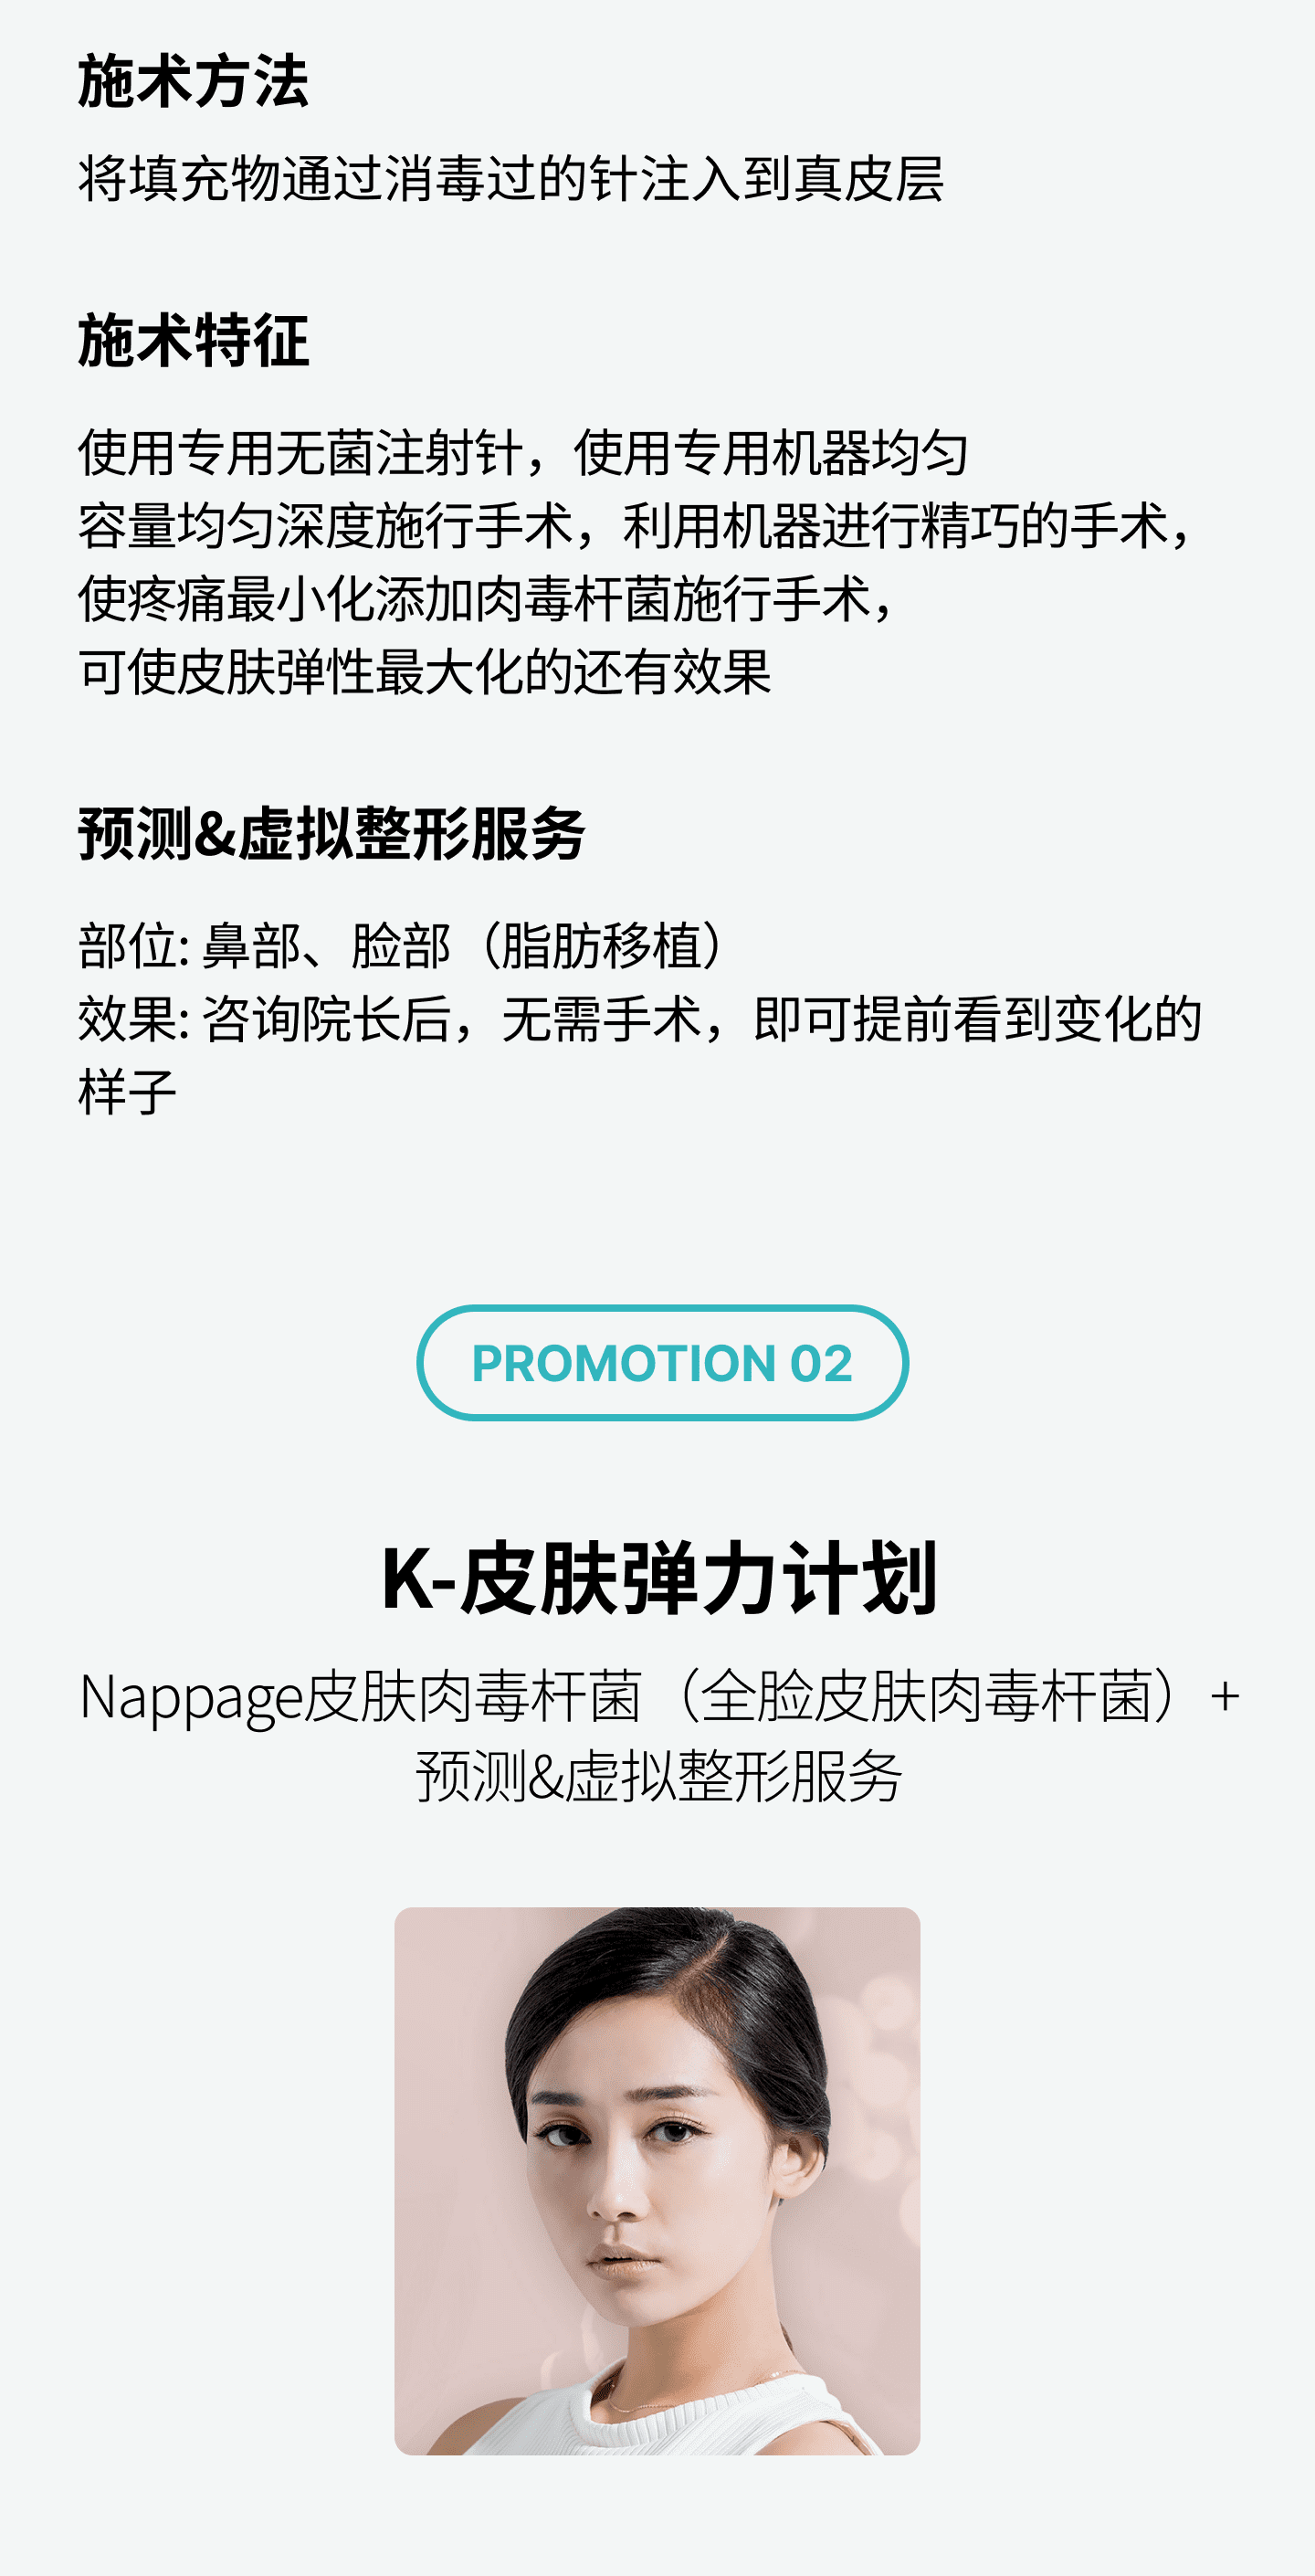 施术方法
将填充物通过消毒过的针注入到真皮层
施术特征
使用专用无菌注射针，使用专用机器均匀
容量均匀深度施行手术，利用机器进行精巧的手术，
使疼痛最小化添加肉毒杆菌施行手术，
可使皮肤弹性最大化的还有效果
预测&虚拟整形服务
部位: 鼻部、脸部（脂肪移植）
效果: 咨询院长后，无需手术，即可提前看到变化的
样子
PROMOTION 02
K-皮肤弹力计划
Nappage皮肤肉毒杆菌（全脸皮肤肉毒杆菌）+
预测&虚拟整形服务